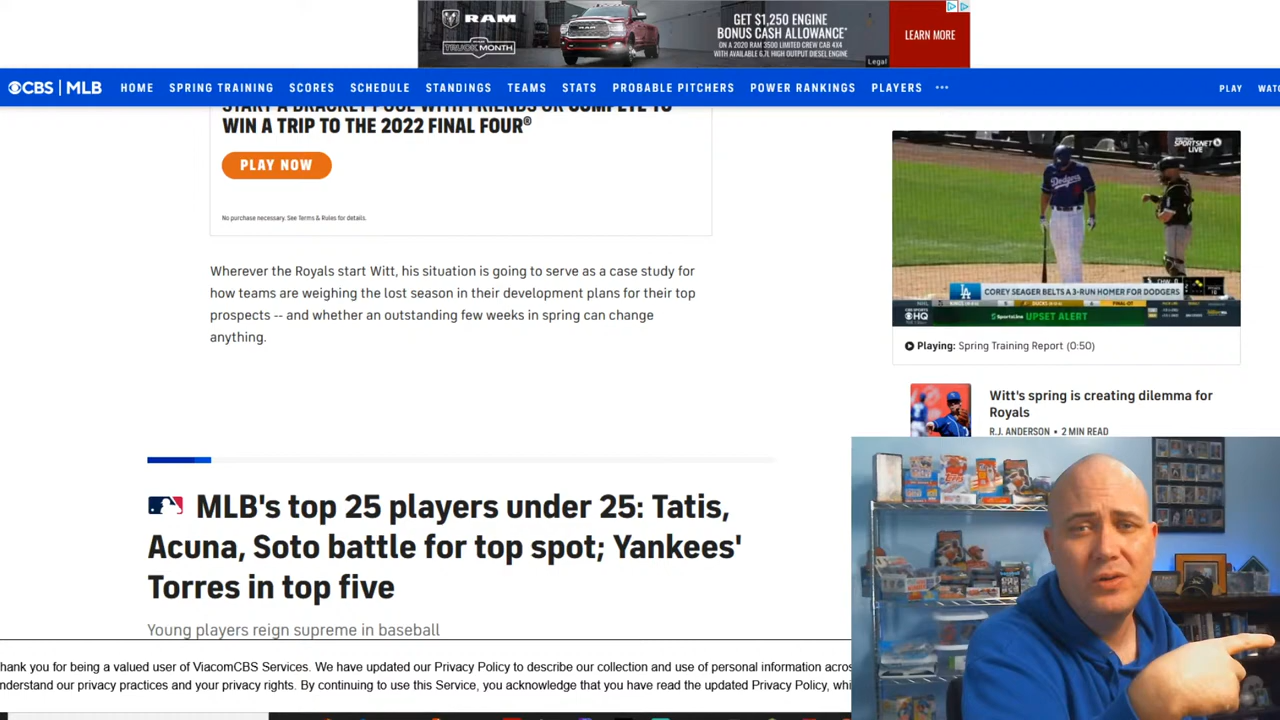 RAM
TRUCK MONTH
GET $1,250 ENGINE
BONUS CASH ALLOWANCE*
ON A 2020 RAM 3500 LIMITED CREW CAB 4X4
WITH AVAILABLE 6.7L HIGH OUTPUT DIESEL ENGINE
Legal
LEARN MORE
CBS | MLB
HOME
SPRING TRAINING
SCORES
SCHEDULE
STANDINGS
TEAMS
STATS
PROBABLE PITCHERS
POWER RANKINGS
PLAYERS
PLAY
START A BRACKET POOL WITH FRIENDS OR COMPETE TO
WIN A TRIP TO THE 2022 FINAL FOUR®
PLAY NOW
No purchase necessary. See Terms & Rules for details.
Wherever the Royals start Witt, his situation is going to serve as a case study for
how teams are weighing the lost season in their development plans for their top
prospects -- and whether an outstanding few weeks in spring can change
anything.
SPORTSNET
LIVE
Dodgers
LA
COREY SEAGER BELTS A 3-RUN HOMER FOR DODGERS
HQ
SportsLine UPSET ALERT
Playing: Spring Training Report (0:50)
Witt's spring is creating dilemma for
Royals
R.J. ANDERSON • 2 MIN READ
MLB's top 25 players under 25: Tatis,
Acuna, Soto battle for top spot; Yankees'
Torres in top five
Young players reign supreme in baseball
hank you for being a valued user of ViacomCBS Services. We have updated our Privacy Policy to describe our collection and use of personal information acros
nderstand our privacy practices and your privacy rights. By continuing to use this Service, you acknowledge that you have read the updated Privacy Policy, whi